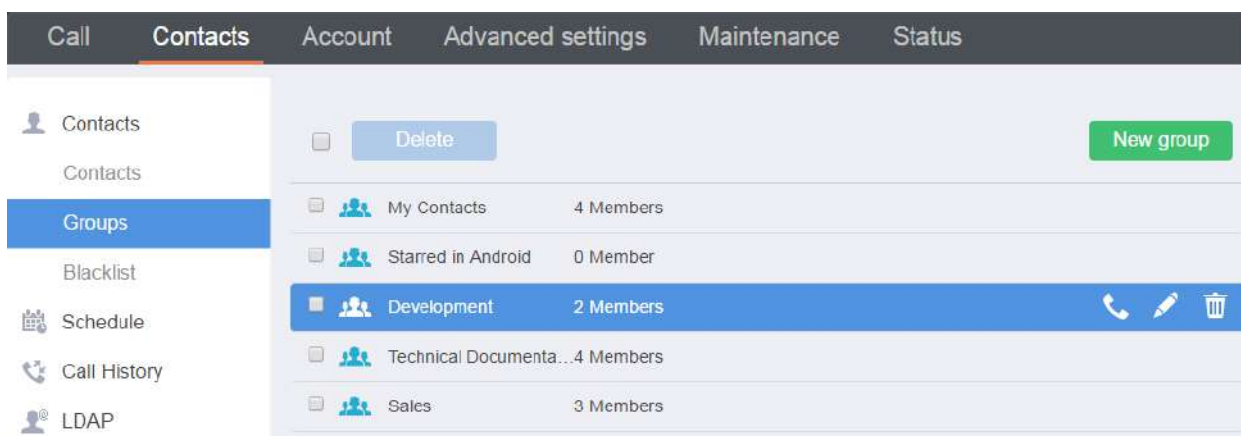 Call Contacts Account Advanced settings Maintenance Status
Contacts
Contacts
Groups
Blacklist
Schedule
Call History
LDAP
Delete New group
My Contacts 4 Members
Starred in Android 0 Member
Development 2 Members
Technical Documenta...4 Members
Sales 3 Members